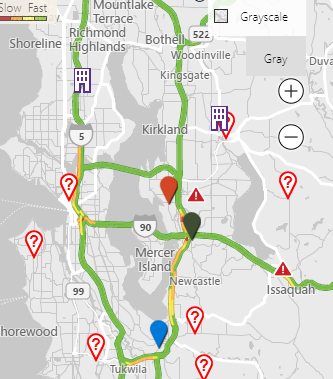 Slow Fast
Mountlake
Terrace
Grayscale
Richmond
Highlands
Shoreline
Bothell
522
Woodinville
Gray
Kingsgate
+
Kirkland
−
5
?
?
?
90
?
Mercer
Island
Newcastle
Issaquah
99
?
horewood
?
Tukwila
?